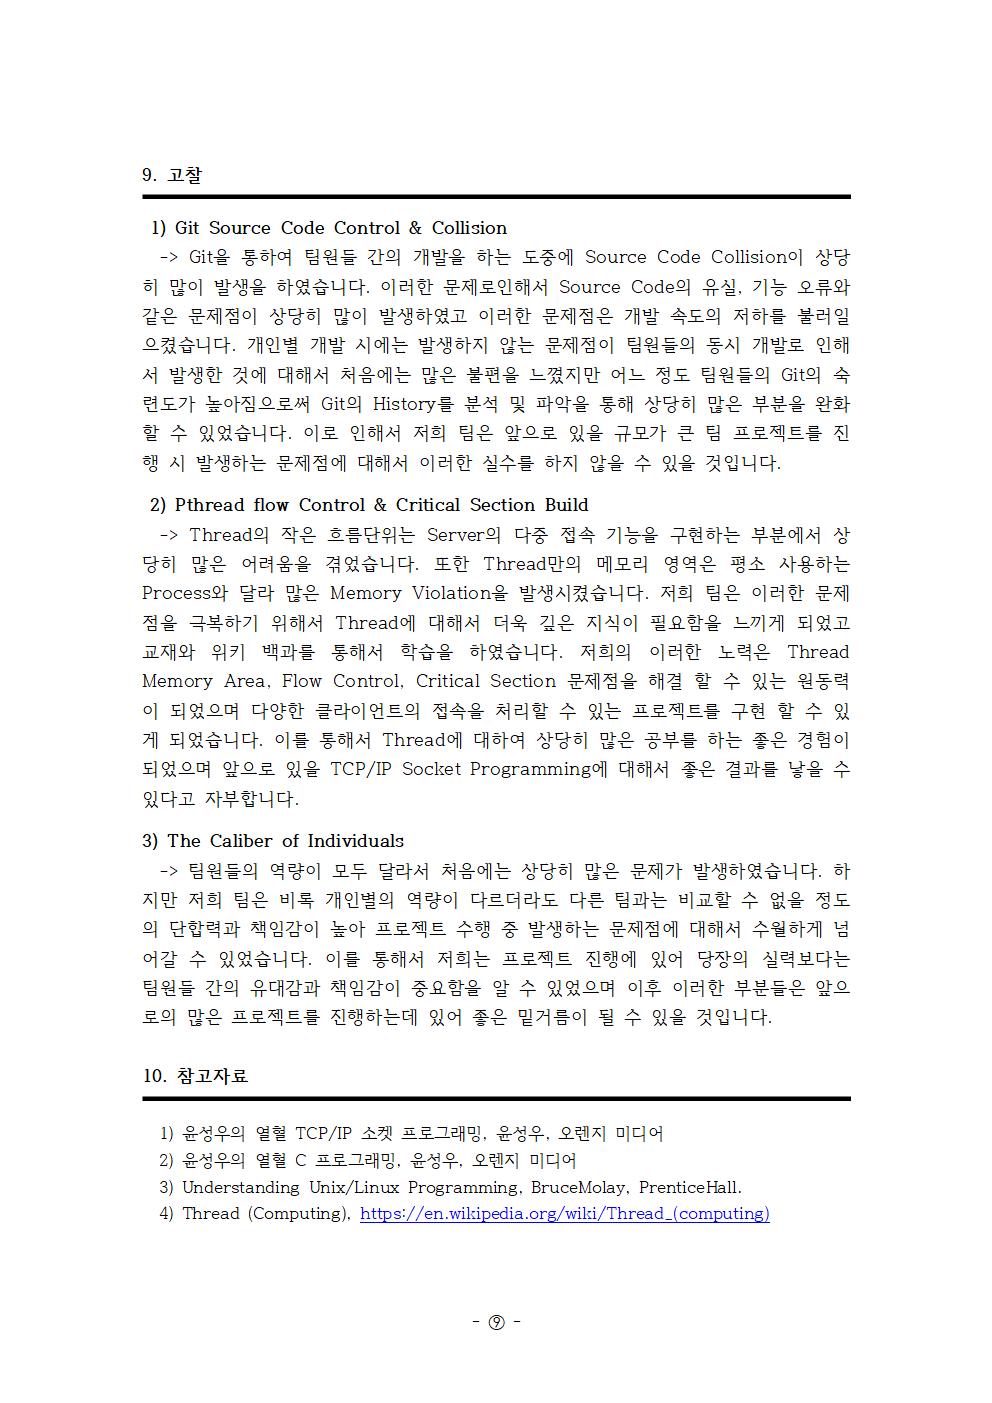 9. 고찰
1) Git Source Code Control & Collision
-> Git을 통하여 팀원들 간의 개발을 하는 도중에 Source Code Collision이 상당
히 많이 발생을 하였습니다. 이러한 문제로인해서 Source Code의 유실, 기능 오류와
같은 문제점이 상당히 많이 발생하였고 이러한 문제점은 개발 속도의 저하를 불러일
으켰습니다. 개인별 개발 시에는 발생하지 않는 문제점이 팀원들의 동시 개발로 인해
서 발생한 것에 대해서 처음에는 많은 불편을 느꼈지만 어느 정도 팀원들의 Git의 숙
련도가 높아짐으로써 Git의 History를 분석 및 파악을 통해 상당히 많은 부분을 완화
할 수 있었습니다. 이로 인해서 저희 팀은 앞으로 있을 규모가 큰 팀 프로젝트를 진
행 시 발생하는 문제점에 대해서 이러한 실수를 하지 않을 수 있을 것입니다.
2) Pthread flow Control & Critical Section Build
-> Thread의 작은 흐름단위는 Server의 다중 접속 기능을 구현하는 부분에서 상
당히 많은 어려움을 겪었습니다. 또한 Thread만의 메모리 영역은 평소 사용하는
Process와 달라 많은 Memory Violation을 발생시켰습니다. 저희 팀은 이러한 문제
점을 극복하기 위해서 Thread에 대해서 더욱 깊은 지식이 필요함을 느끼게 되었고
교재와 위키 백과를 통해서 학습을 하였습니다. 저희의 이러한 노력은 Thread
Memory Area, Flow Control, Critical Section 문제점을 해결 할 수 있는 원동력
이 되었으며 다양한 클라이언트의 접속을 처리할 수 있는 프로젝트를 구현 할 수 있
게 되었습니다. 이를 통해서 Thread에 대하여 상당히 많은 공부를 하는 좋은 경험이
되었으며 앞으로 있을 TCP/IP Socket Programming에 대해서 좋은 결과를 낳을 수
있다고 자부합니다.
3) The Caliber of Individuals
-> 팀원들의 역량이 모두 달라서 처음에는 상당히 많은 문제가 발생하였습니다. 하
지만 저희 팀은 비록 개인별의 역량이 다르더라도 다른 팀과는 비교할 수 없을 정도
의 단합력과 책임감이 높아 프로젝트 수행 중 발생하는 문제점에 대해서 수월하게 넘
어갈 수 있었습니다. 이를 통해서 저희는 프로젝트 진행에 있어 당장의 실력보다는
팀원들 간의 유대감과 책임감이 중요함을 알 수 있었으며 이후 이러한 부분들은 앞으
로의 많은 프로젝트를 진행하는데 있어 좋은 밑거름이 될 수 있을 것입니다.
10. 참고자료
1) 윤성우의 열혈 TCP/IP 소켓 프로그래밍, 윤성우, 오렌지 미디어
2) 윤성우의 열혈 C 프로그래밍, 윤성우, 오렌지 미디어
3) Understanding Unix/Linux Programming, BruceMolay, PrenticeHall.
4) Thread (Computing), https://en.wikipedia.org/wiki/Thread_(computing)
- ⑨ -